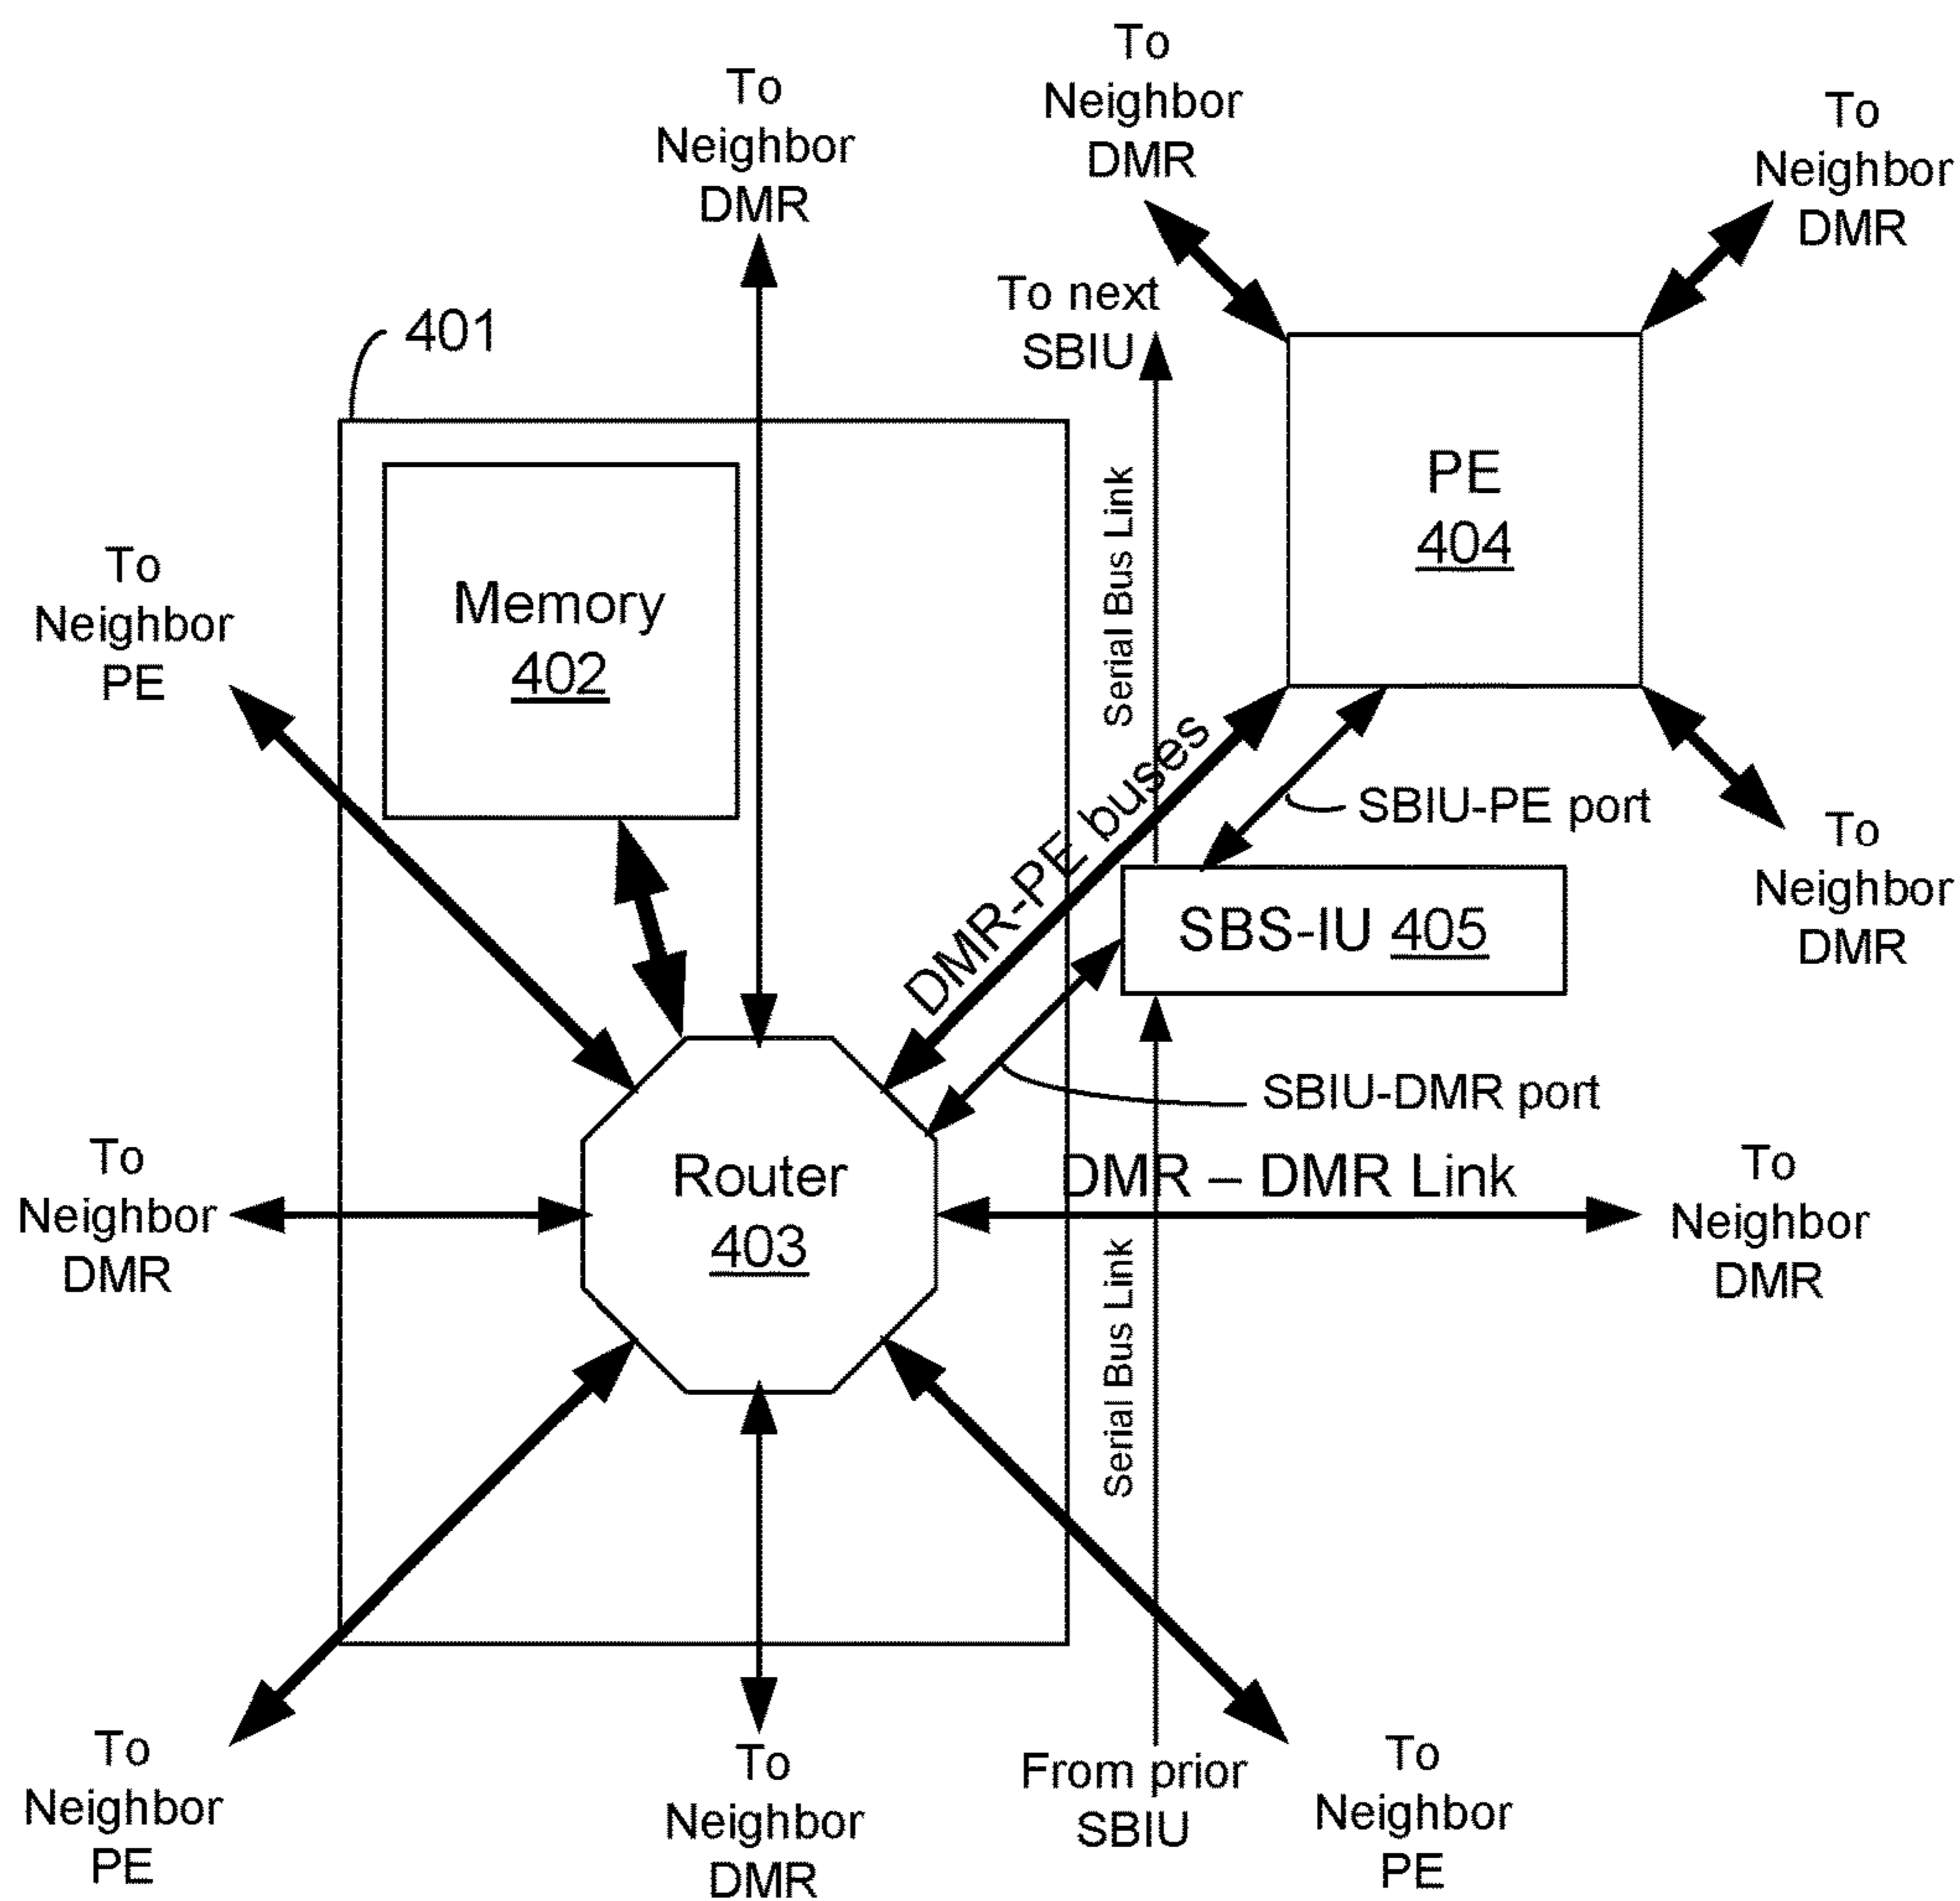 To
Neighbor
DMR
To
Neighbor
DMR
To
Neighbor
DMR
To next
SBIU
401
Serial Bus Link
PE
404
Memory
402
To
Neighbor
PE
DMR-PE buses
SBIU-PE port
To
Neighbor
DMR
SBS-IU 405
SBIU-DMR port
To
Neighbor
DMR
Router
403
DMR – DMR Link
To
Neighbor
DMR
Serial Bus Link
To
Neighbor
PE
To
Neighbor
DMR
From prior
SBIU
To
Neighbor
PE